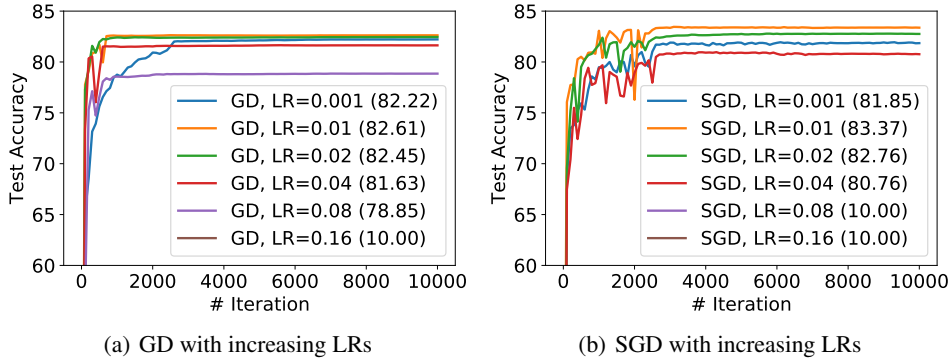 85
80
75
70
65
60
Test Accuracy
GD, LR=0.001 (82.22)
GD, LR=0.01 (82.61)
GD, LR=0.02 (82.45)
GD, LR=0.04 (81.63)
GD, LR=0.08 (78.85)
GD, LR=0.16 (10.00)
0 2000 4000 6000 8000 10000
# Iteration
(a) GD with increasing LRs
85
80
75
70
65
60
Test Accuracy
SGD, LR=0.001 (81.85)
SGD, LR=0.01 (83.37)
SGD, LR=0.02 (82.76)
SGD, LR=0.04 (80.76)
SGD, LR=0.08 (10.00)
SGD, LR=0.16 (10.00)
0 2000 4000 6000 8000 10000
# Iteration
(b) SGD with increasing LRs